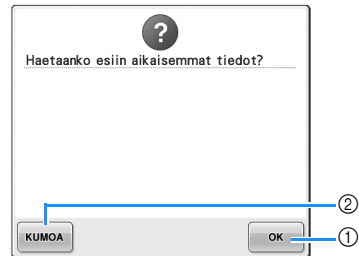 ?
Haetaanko esiin aikaisemmat tiedot?
②
KUMOA
OK
①